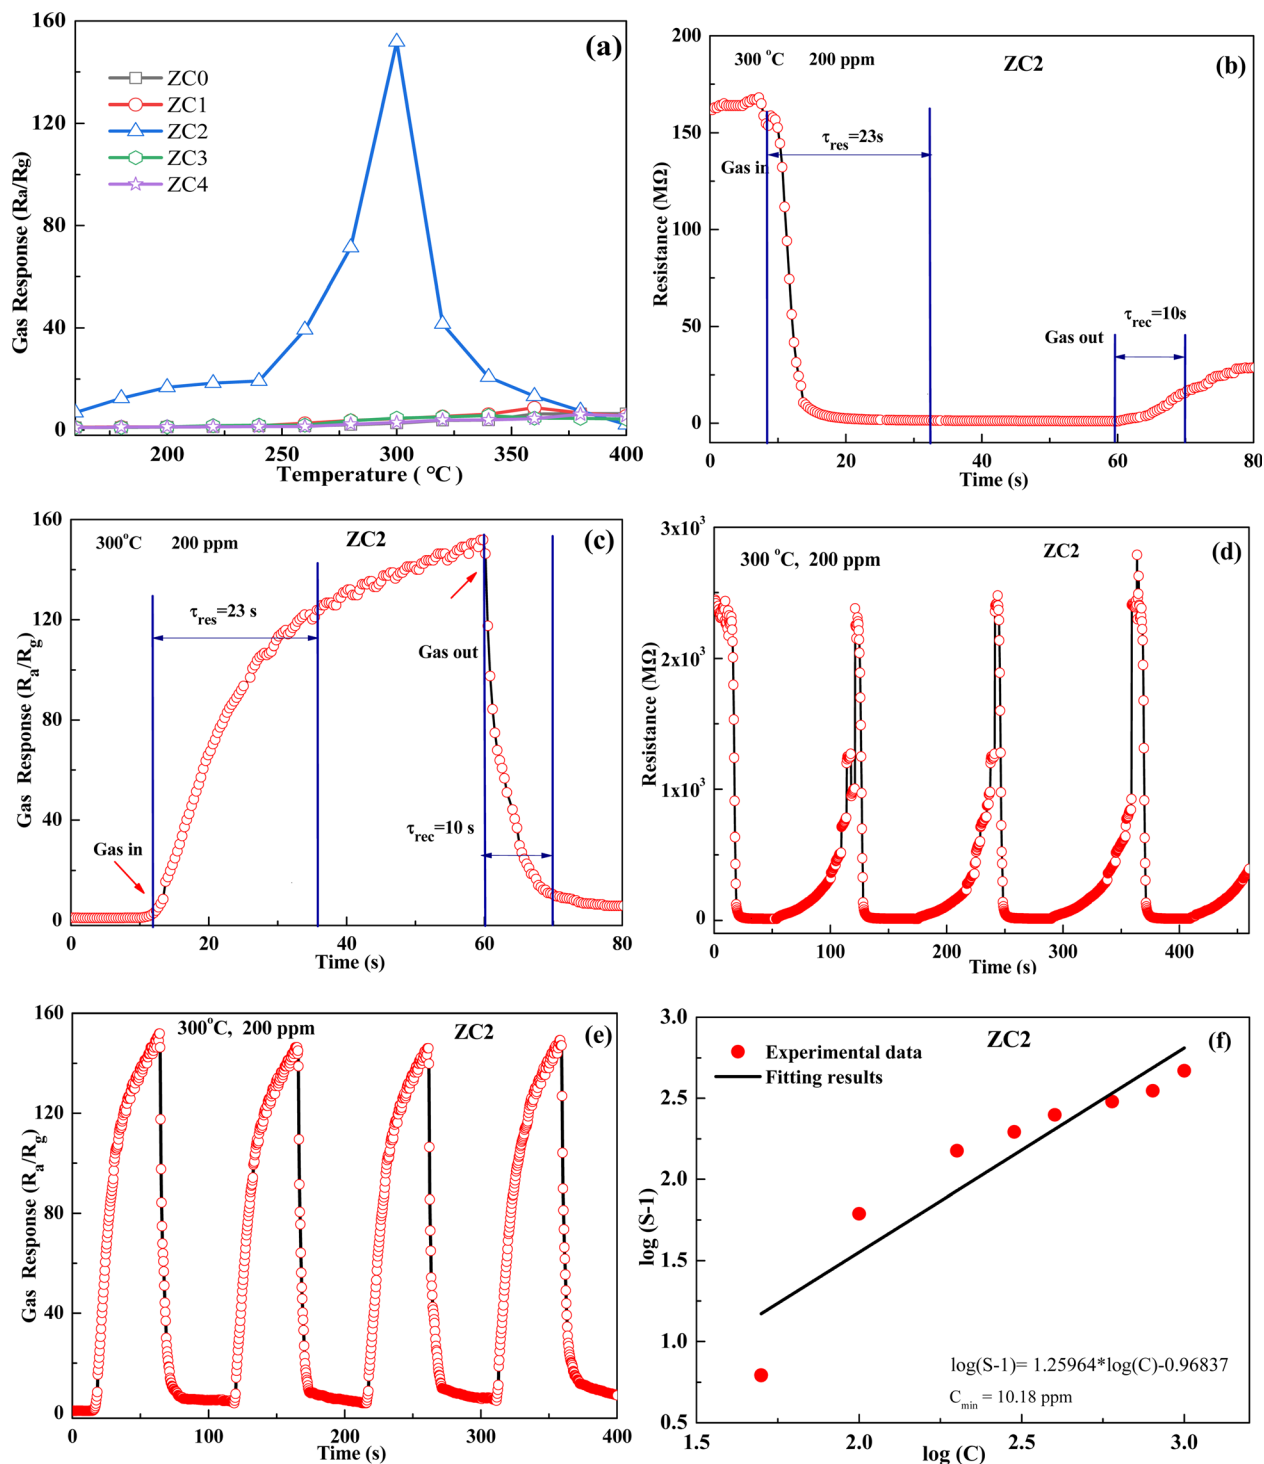 (a)
ZC0
ZC1
ZC2
ZC3
ZC4
160
120
80
40
0
Gas Response (Ra/Rg)
200 250 300 350 400
Temperature ( ℃)
300 °C 200 ppm ZC2 (b)
τres=23s
Gas in
Gas out
τrec=10s
200
150
100
50
0
Resistance (MΩ)
0 20 40 60 80
Time (s)
300°C 200 ppm ZC2 (c)
τres=23 s
Gas out
τrec=10 s
Gas in
160
120
80
40
0
Gas Response (Ra/Rg)
0 20 40 60 80
Time (s)
300 °C, 200 ppm ZC2 (d)
3x10³
2x10³
1x10³
0
Resistance (MΩ)
0 100 200 300 400
Time (s)
300°C, 200 ppm ZC2 (e)
160
120
80
40
0
Gas Response (Ra/Rg)
0 100 200 300 400
Time (s)
ZC2 (f)
Experimental data
Fitting results
log(S-1)= 1.25964*log(C)-0.96837
Cmin = 10.18 ppm
3.0
2.5
2.0
1.5
1.0
0.5
log (S-1)
1.5 2.0 2.5 3.0
log (C)